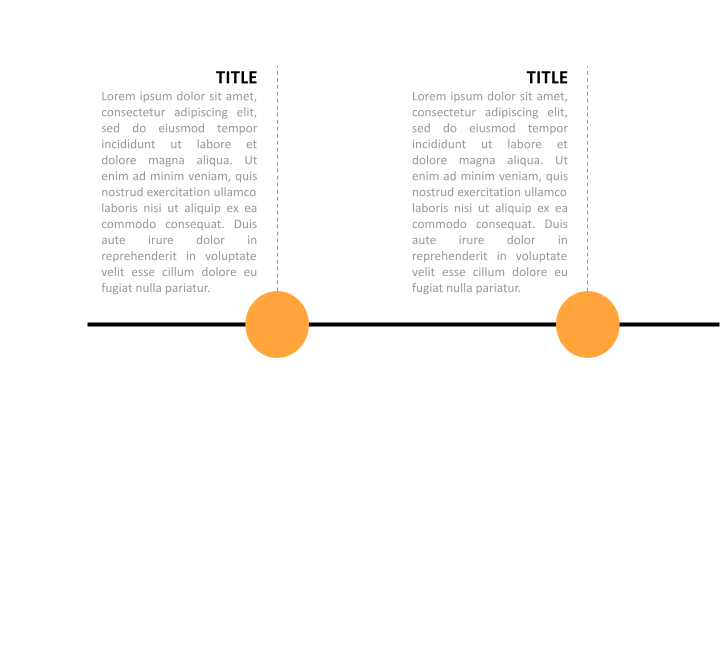 TITLE
Lorem ipsum dolor sit amet,
consectetur adipiscing elit,
sed do eiusmod tempor
incididunt ut labore et
dolore magna aliqua. Ut
enim ad minim veniam, quis
nostrud exercitation ullamco
laboris nisi ut aliquip ex ea
commodo consequat. Duis
aute irure dolor in
reprehenderit in voluptate
velit esse cillum dolore eu
fugiat nulla pariatur.
TITLE
Lorem ipsum dolor sit amet,
consectetur adipiscing elit,
sed do eiusmod tempor
incididunt ut labore et
dolore magna aliqua. Ut
enim ad minim veniam, quis
nostrud exercitation ullamco
laboris nisi ut aliquip ex ea
commodo consequat. Duis
aute irure dolor in
reprehenderit in voluptate
velit esse cillum dolore eu
fugiat nulla pariatur.